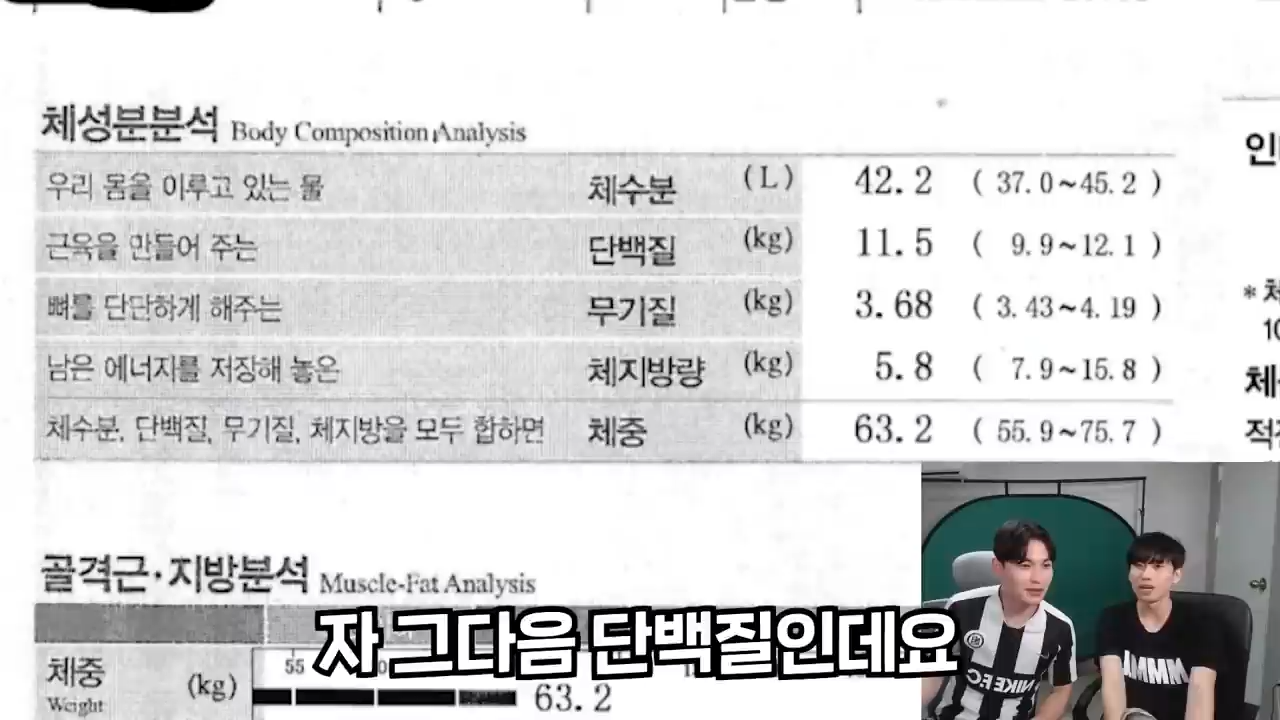 체성분분석 Body Composition Analysis
우리 몸을 이루고 있는 물 체수분 (L) 42.2 ( 37.0~45.2 )
근육을 만들어 주는 단백질 (kg) 11.5 ( 9.9~12.1 )
뼈를 단단하게 해주는 무기질 (kg) 3.68 ( 3.43~4.19 )
남은 에너지를 저장해 놓은 체지방량 (kg) 5.8 ( 7.9~15.8 )
체수분, 단백질, 무기질, 체지방을 모두 합하면 체중 (kg) 63.2 ( 55.9~75.7 )
골격근·지방분석 Muscle-Fat Analysis
자 그다음 단백질인데요
체중 (kg) 55 63.2
Weight